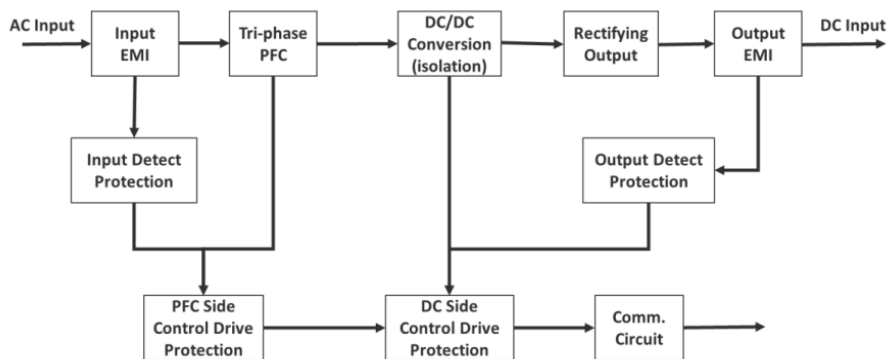 AC Input
Input
EMI
Tri-phase
PFC
DC/DC
Conversion
(isolation)
Rectifying
Output
Output
EMI
DC Input
Input Detect
Protection
Output Detect
Protection
PFC Side
Control Drive
Protection
DC Side
Control Drive
Protection
Comm.
Circuit